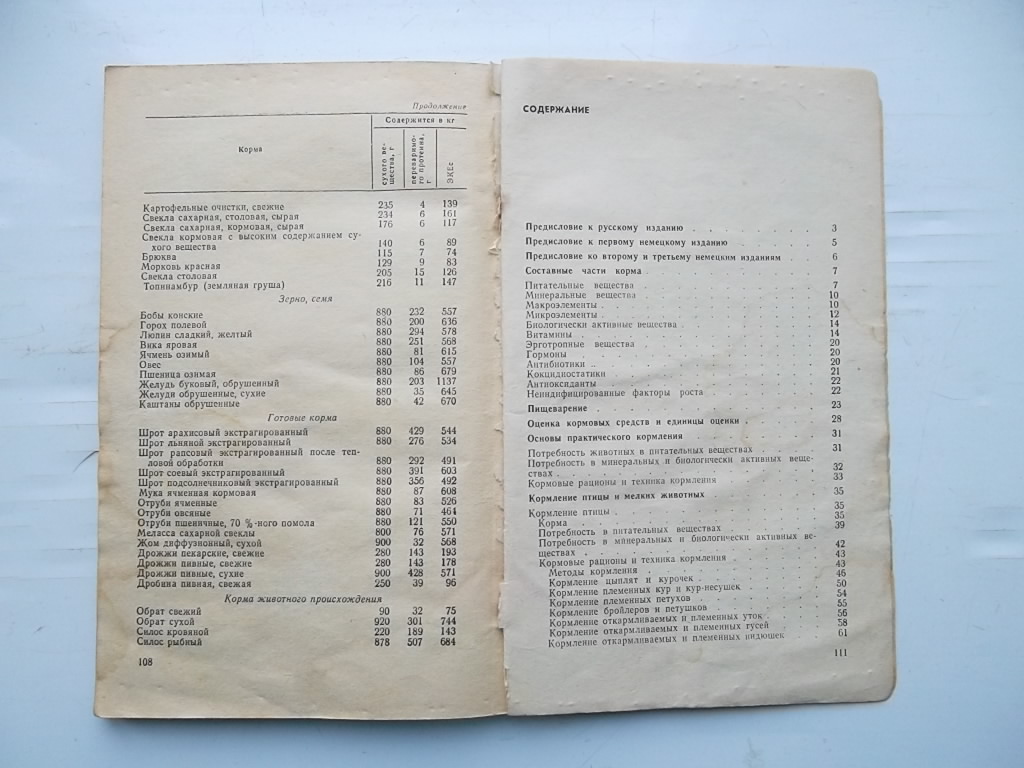 Продолжение
Корма
Содержится в кг
сухого ве-
щества, г
переваримо-
го протеина,
г
ЭКЕс
Картофельные очистки, свежие 235 4 139
Свекла сахарная, столовая, сырая 234 6 161
Свекла сахарная, кормовая, сырая 176 6 117
Свекла кормовая с высоким содержанием су-
хого вещества 140 6 89
Брюква 115 7 74
Морковь красная 129 9 83
Свекла столовая 205 15 126
Топинамбур (земляная груша) 216 11 147
Зерно, семя
Бобы конские 880 232 557
Горох полевой 880 200 636
Люпин сладкий, желтый 880 294 578
Вика яровая 880 251 568
Ячмень озимый 880 81 615
Овес 880 104 557
Пшеница озимая 880 86 679
Желудь буковый, обрушенный 880 203 1137
Желуди обрушенные, сухие 880 35 645
Каштаны обрушенные 880 42 670
Готовые корма
Шрот арахисовый экстрагированный 880 429 544
Шрот льняной экстрагированный 880 276 534
Шрот рапсовый экстрагированный после теп-
ловой обработки 880 292 491
Шрот соевый экстрагированный 880 391 603
Шрот подсолнечниковый экстрагированный 880 356 492
Мука ячменная кормовая 880 87 608
Отруби ячменные 880 83 526
Отруби овсяные 880 71 464
Отруби пшеничные, 70 %-ного помола 880 121 550
Меласса сахарной свеклы 800 76 571
Жом диффузионный, сухой 900 32 568
Дрожжи пекарские, свежие 280 143 193
Дрожжи пивные, свежие 280 143 178
Дрожжи пивные, сухие 900 428 571
Дробина пивная, свежая 250 39 96
Корма животного происхождения
Обрат свежий 90 32 75
Обрат сухой 920 301 744
Силос кровяной 220 189 143
Силос рыбный 878 507 684
108
СОДЕРЖАНИЕ
Предисловие к русскому изданию 3
Предисловие к первому немецкому изданию 5
Предисловие ко второму и третьему немецким изданиям 6
Составные части корма 7
Питательные вещества 7
Минеральные вещества 10
Макроэлементы 10
Микроэлементы 12
Биологически активные вещества 14
Витамины 14
Эрготропные вещества 20
Гормоны 20
Антибиотики 20
Кокцидиостатики 21
Антиоксиданты 22
Неиндифицированные факторы роста 22
Пищеварение 23
Оценка кормовых средств и единицы оценки 28
Основы практического кормления 31
Потребность животных в питательных веществах 31
Потребность в минеральных и биологически активных веще-
ствах 32
Кормовые рационы и техника кормления 33
Кормление птицы и мелких животных 35
Кормление птицы 35
Корма 35
Потребность в питательных веществах 39
Потребность в минеральных и биологически активных ве-
ществах 42
Кормовые рационы и техника кормления 43
Методы кормления 43
Кормление цыплят и курочек 46
Кормление племенных кур и кур-несушек 50
Кормление племенных петухов 54
Кормление бройлеров и петушков 55
Кормление откармливаемых и племенных уток 56
Кормление откармливаемых и племенных гусей 58
Кормление откармливаемых и племенных индюшек 61
111